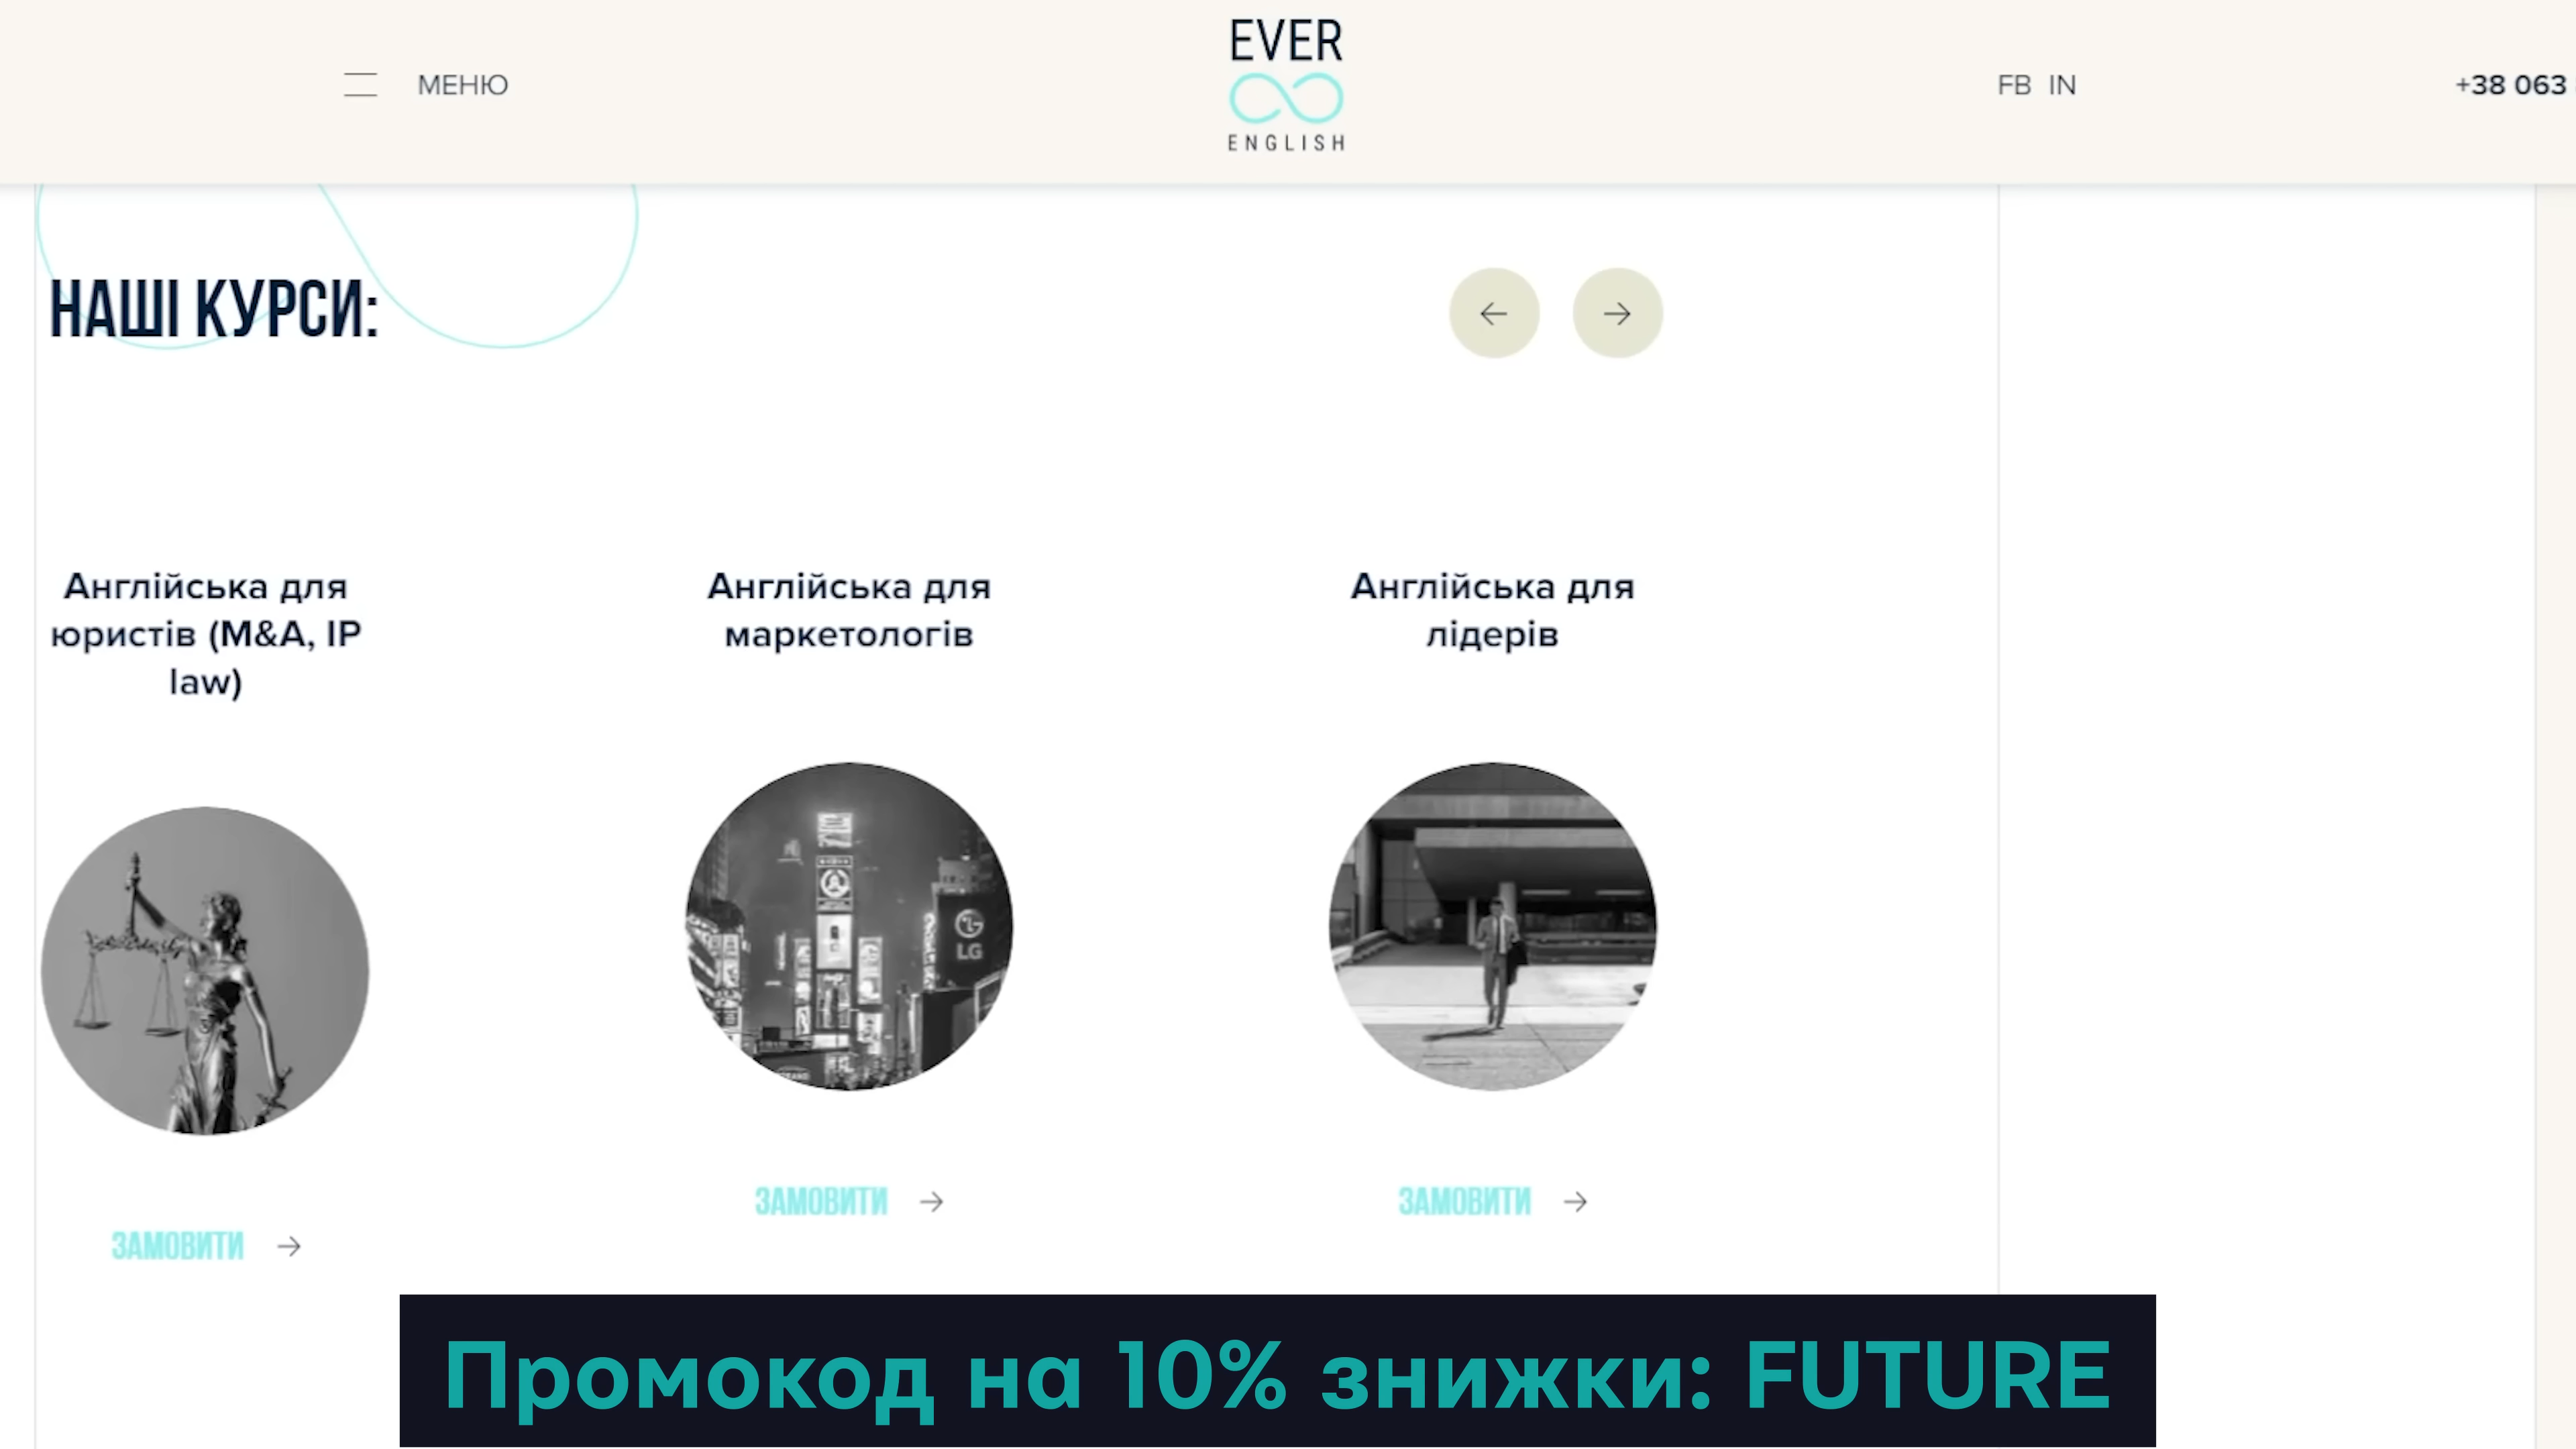 EVER
ENGLISH
МЕНЮ
FB IN
+38 063
НАШІ КУРСИ:
Англійська для
юристів (M&A, IP
law)
Англійська для
маркетологів
Англійська для
лідерів
LG
ЗАМОВИТИ
ЗАМОВИТИ
ЗАМОВИТИ
Промокод на 10% знижки: FUTURE